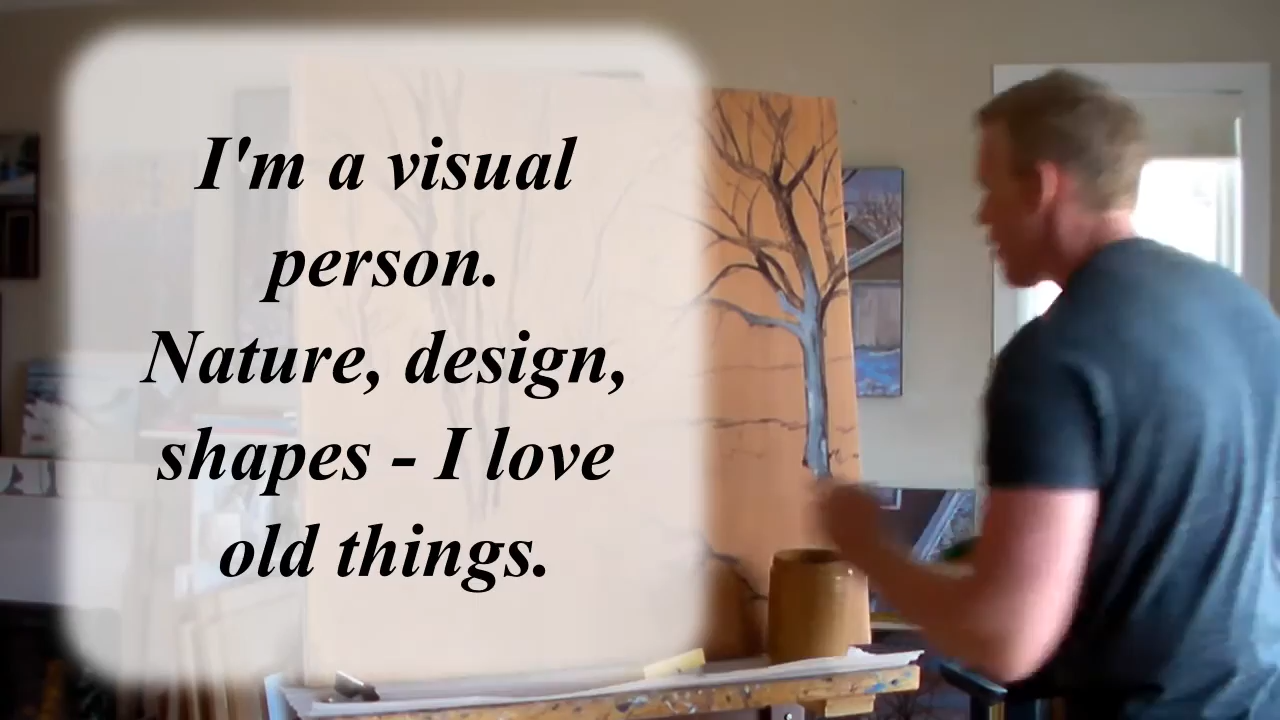 I'm a visual
person.
Nature, design,
shapes - I love
old things.